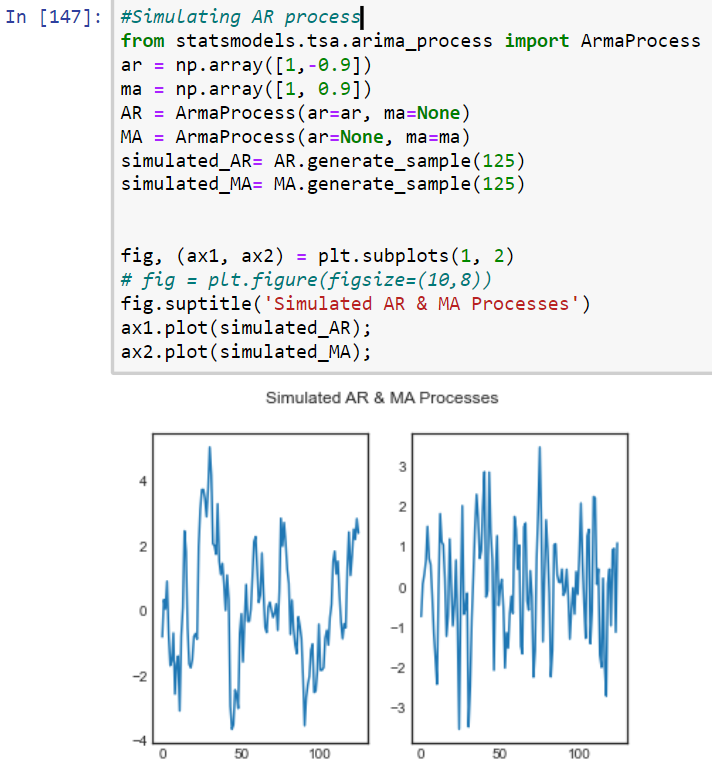 In [147]: #Simulating AR process
from statsmodels.tsa.arima_process import ArmaProcess
ar = np.array([1,-0.9])
ma = np.array([1, 0.9])
AR = ArmaProcess(ar=ar, ma=None)
MA = ArmaProcess(ar=None, ma=ma)
simulated_AR= AR.generate_sample(125)
simulated_MA= MA.generate_sample(125)
fig, (ax1, ax2) = plt.subplots(1, 2)
# fig = plt.figure(figsize=(10,8))
fig.suptitle('Simulated AR & MA Processes')
ax1.plot(simulated_AR);
ax2.plot(simulated_MA);
Simulated AR & MA Processes
4
2
0
−2
−4
0 50 100
3
2
1
0
−1
−2
−3
0 50 100